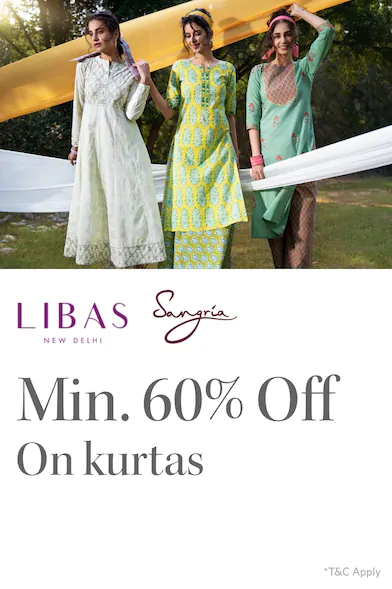 LIBAS
NEW DELHI
Sangria
Min. 60% Off
On kurtas
*T&C Apply